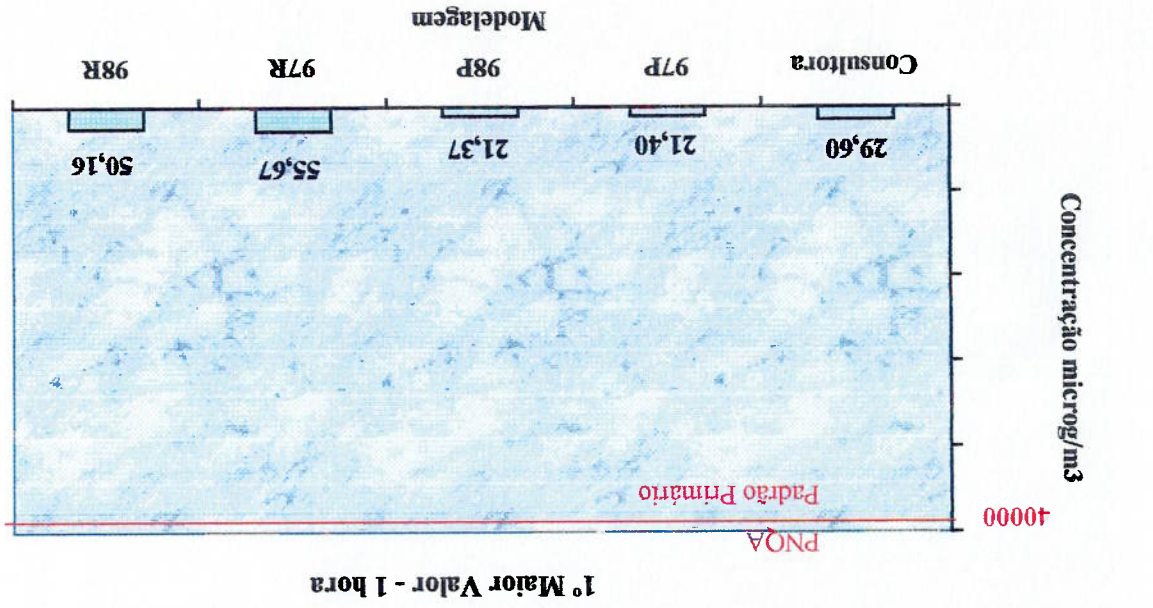 1º Maior Valor - 1 hora
PNQA
40000
Padrão Primário
Concentração microg/m3
29,60
21,40
21,37
55,67
50,16
Consultora
97P
98P
97R
98R
Modelagem